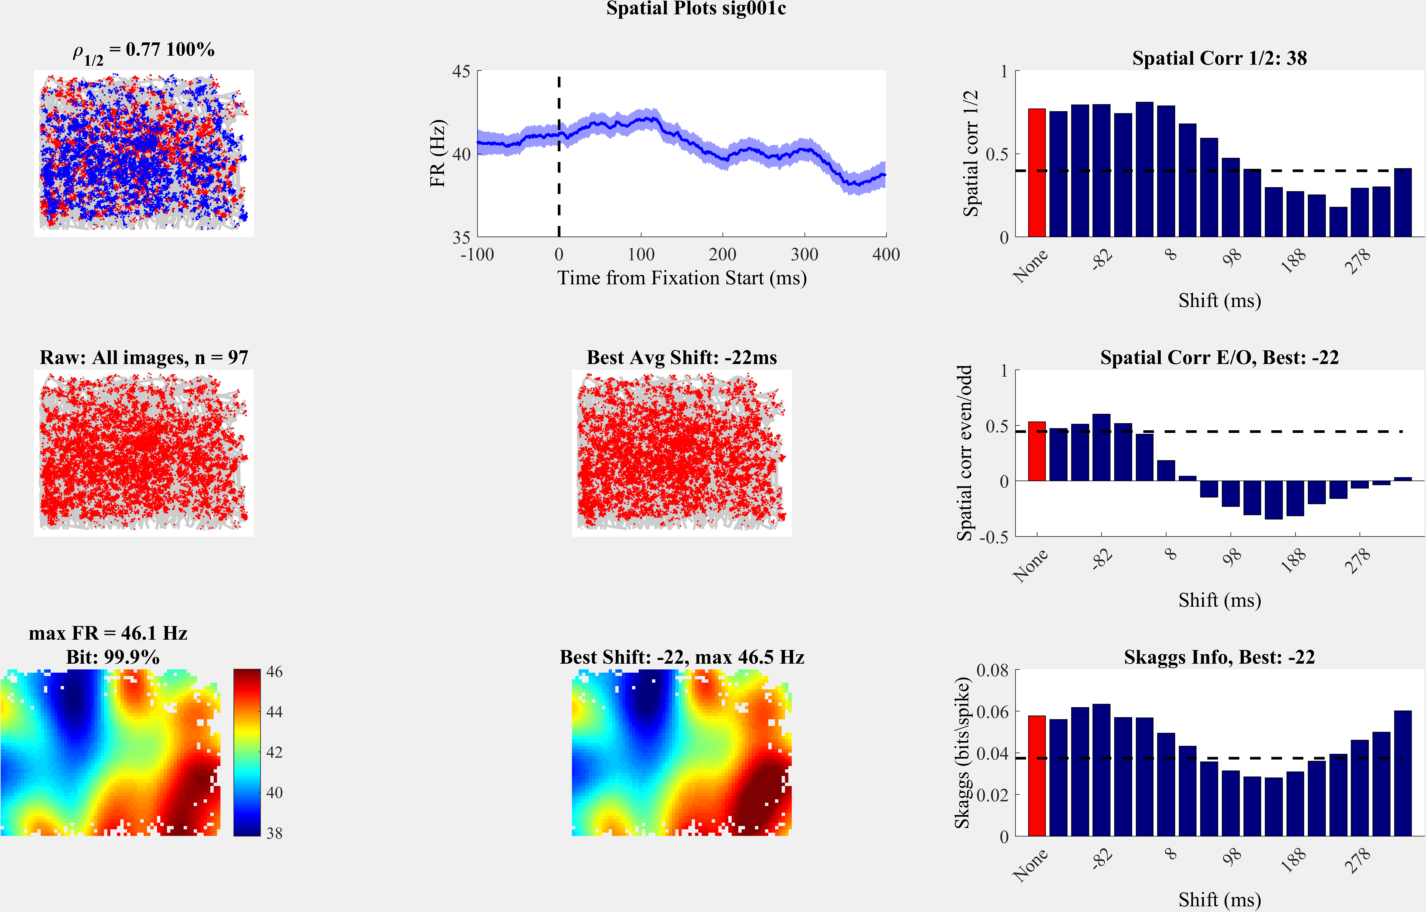 Spatial Plots sig001c
ρ1/2 = 0.77 100%
45
40
35
FR (Hz)
-100 0 100 200 300 400
Time from Fixation Start (ms)
Spatial Corr 1/2: 38
1
0.5
0
Spatial corr 1/2
None -82 8 98 188 278
Shift (ms)
Raw: All images, n = 97
Best Avg Shift: -22ms
Spatial Corr E/O, Best: -22
1
0.5
0
-0.5
Spatial corr even/odd
None -82 8 98 188 278
Shift (ms)
max FR = 46.1 Hz
Bit: 99.9%
46
44
42
40
38
Best Shift: -22, max 46.5 Hz
Skaggs Info, Best: -22
0.08
0.06
0.04
0.02
0
Skaggs (bits\spike)
None -82 8 98 188 278
Shift (ms)